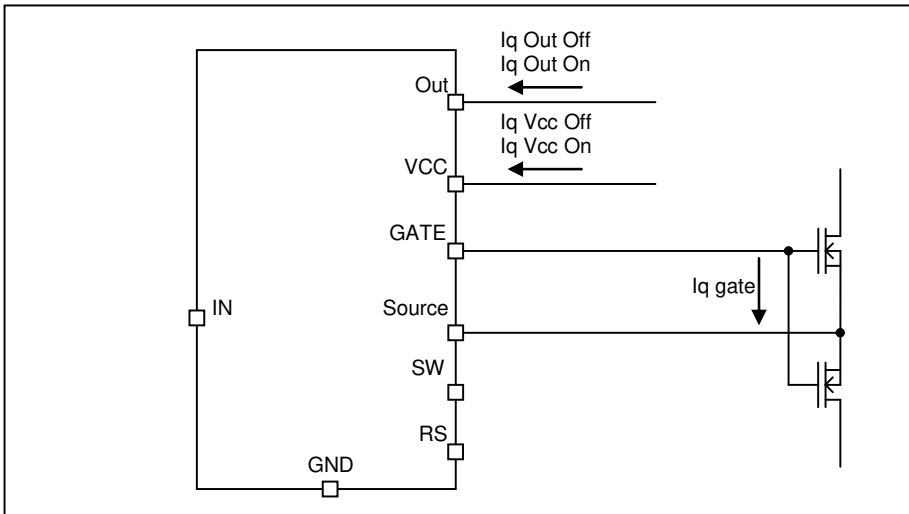 Iq Out Off
Iq Out On
Out
Iq Vcc Off
Iq Vcc On
VCC
GATE
Iq gate
IN
Source
SW
RS
GND